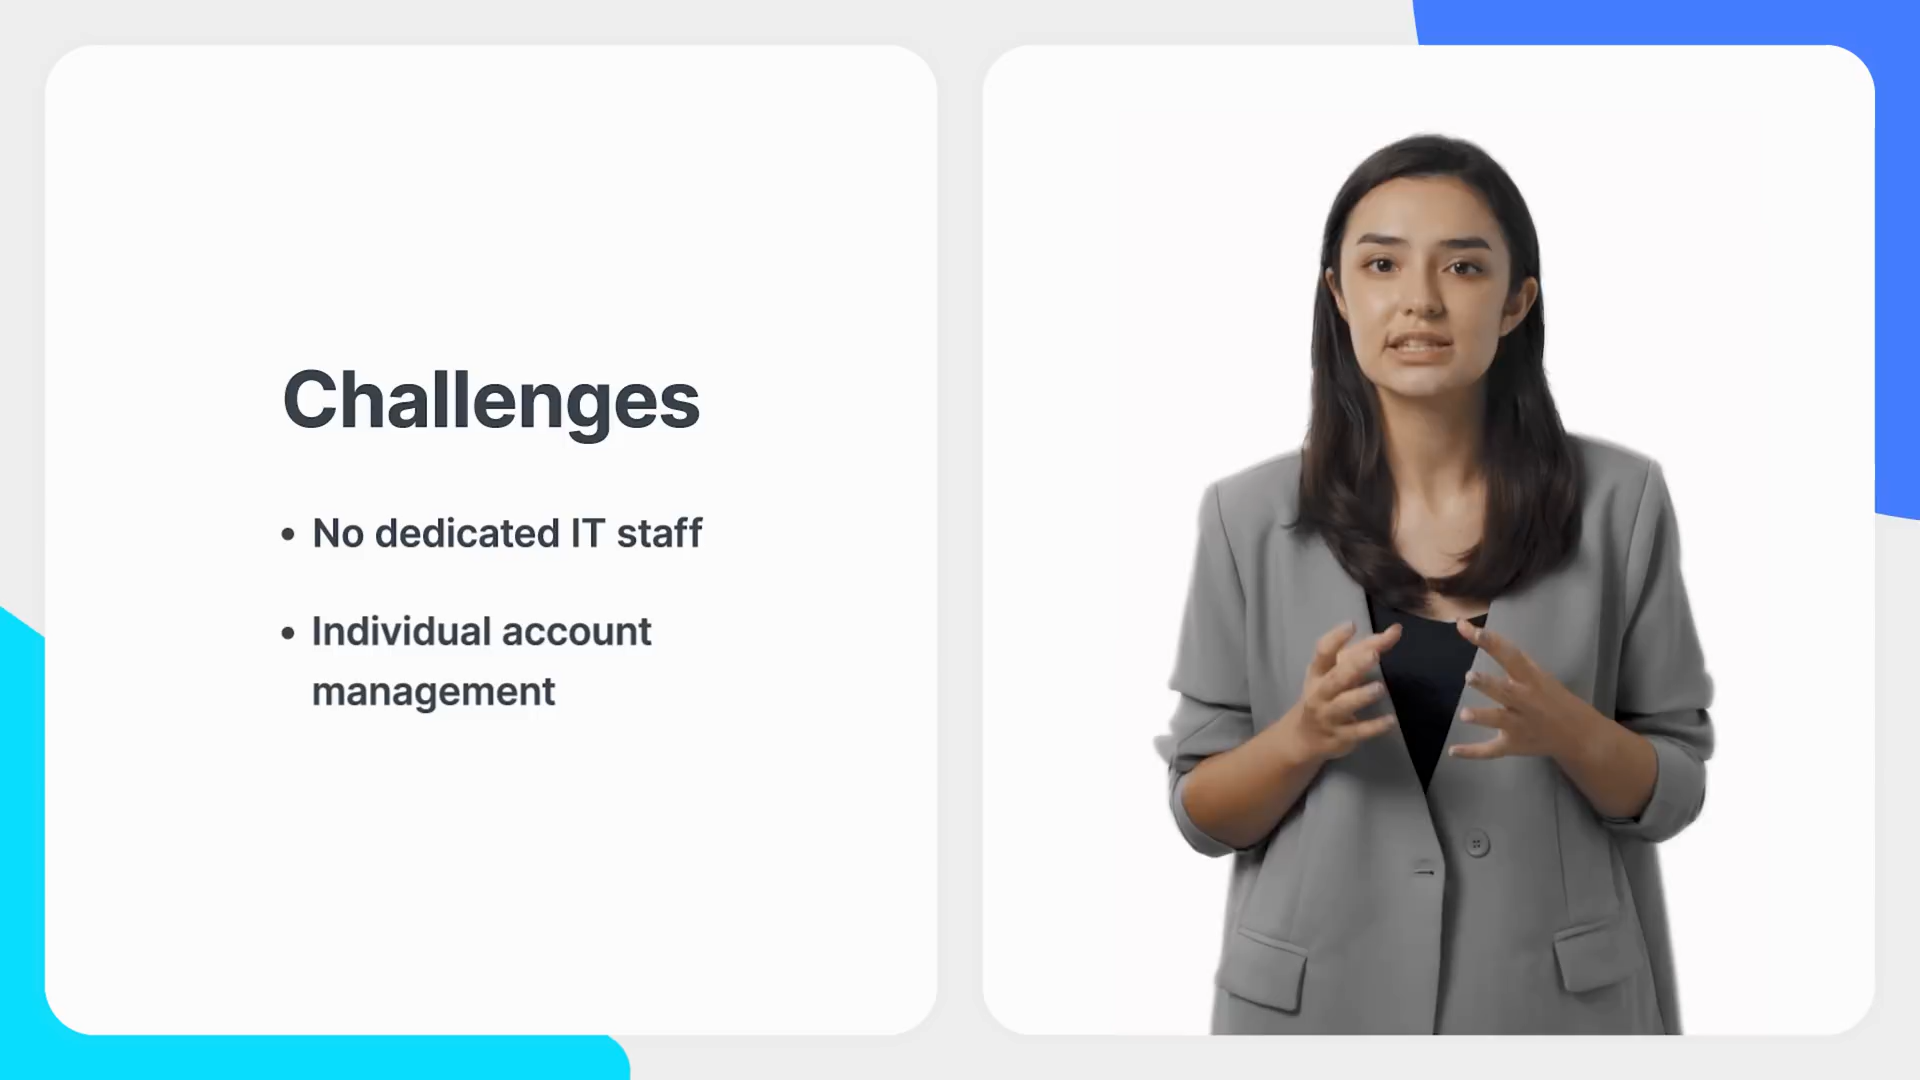 Challenges
• No dedicated IT staff
• Individual account
management